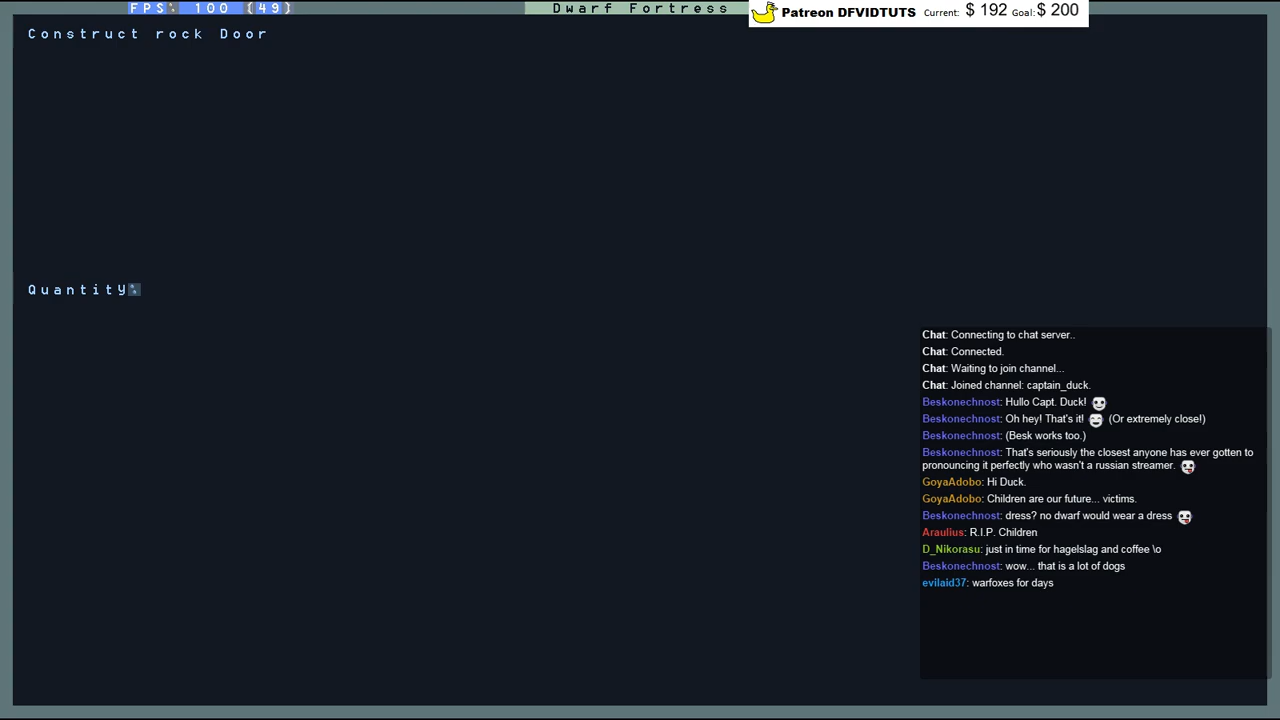 FPS: 100 (49)
Dwarf Fortress
Patreon DFVIDTUTS Current: $ 192 Goal: $ 200
Construct rock Door
Quantity:
Chat: Connecting to chat server..
Chat: Connected.
Chat: Waiting to join channel...
Chat: Joined channel: captain_duck.
Beskonechnost: Hullo Capt. Duck!
Beskonechnost: Oh hey! That's it! (Or extremely close!)
Beskonechnost: (Besk works too.)
Beskonechnost: That's seriously the closest anyone has ever gotten to
pronouncing it perfectly who wasn't a russian streamer.
GoyaAdobo: Hi Duck.
GoyaAdobo: Children are our future... victims.
Beskonechnost: dress? no dwarf would wear a dress
Araulius: R.I.P. Children
D_Nikorasu: just in time for hagelslag and coffee \o
Beskonechnost: wow... that is a lot of dogs
evilaid37: warfoxes for days